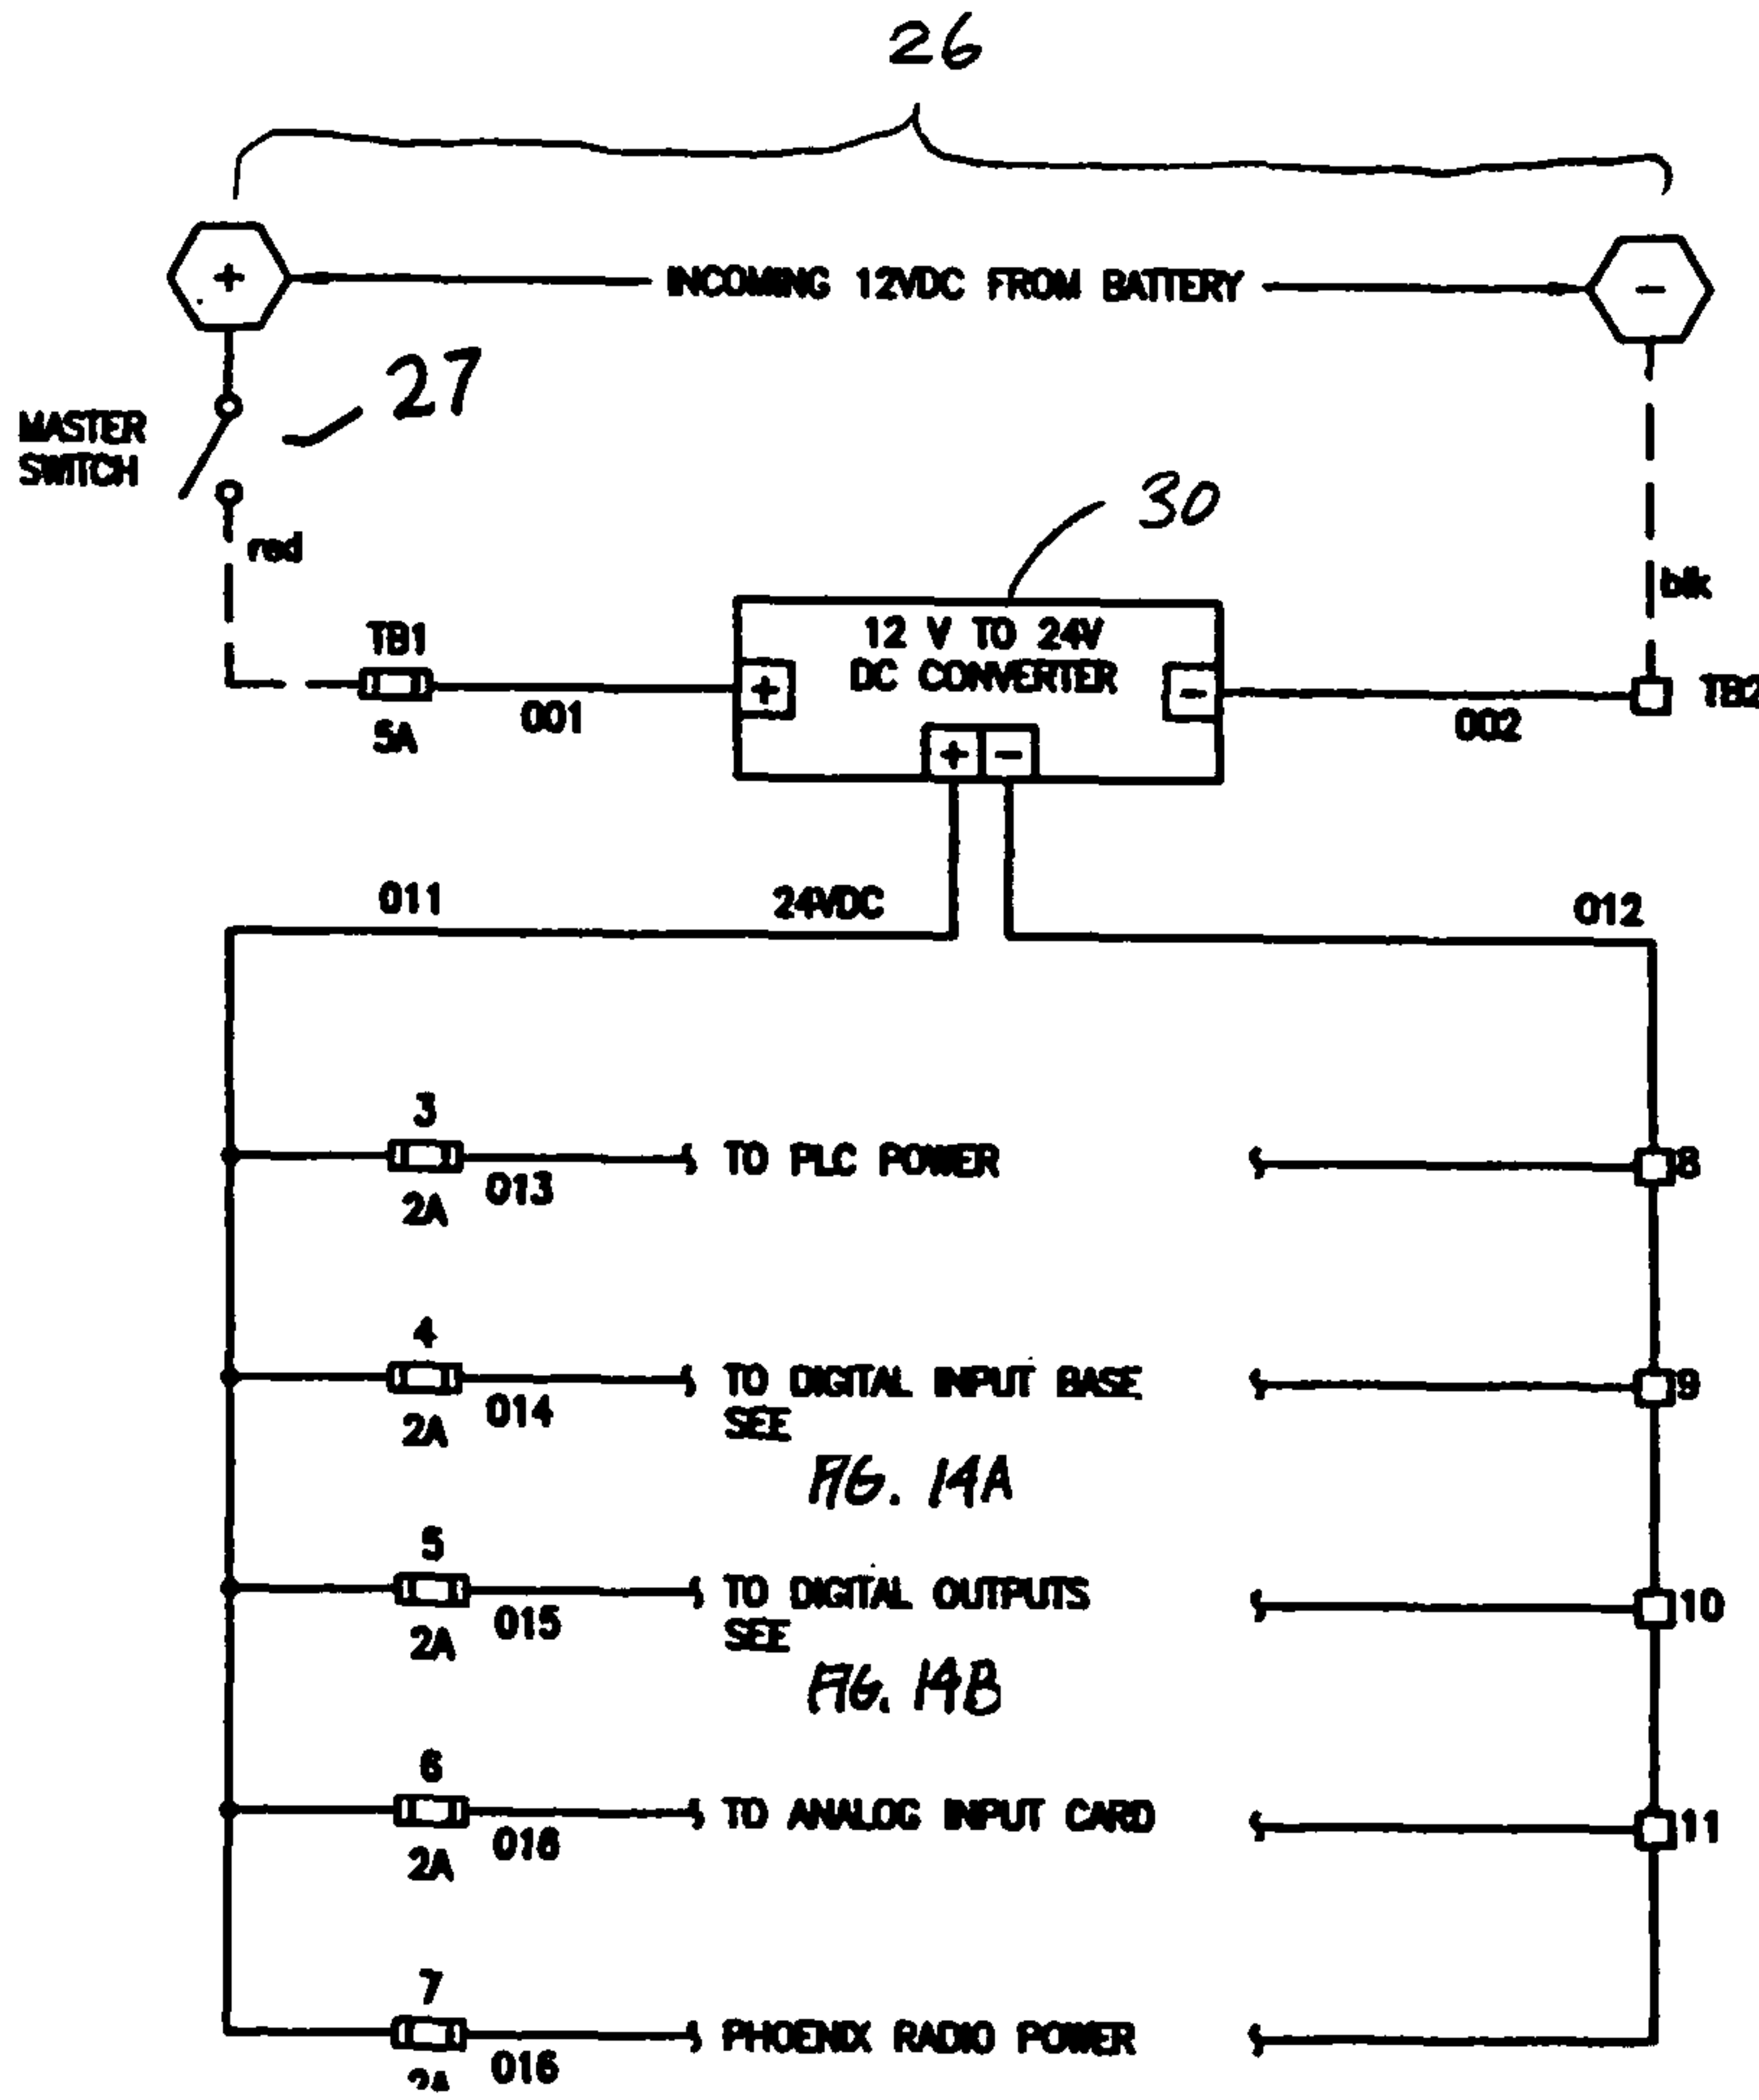 26
+ INCOMING 12VDC FROM BATTERY -
27
MASTER
SWITCH
30
red
blk
12 V TO 24V
DC CONVERTER
TB1
+ -
TB2
5A
001
002
+ -
011
24VDC
012
3
TO PLC POWER
8
2A
013
4
TO DIGITAL INPUT BASE
9
2A
014
SEE
FIG. 14A
5
TO DIGITAL OUTPUTS
10
2A
015
SEE
FIG. 14B
6
TO ANALOG INPUT CARD
11
2A
016
7
PHOENIX RADIO POWER
2A
016